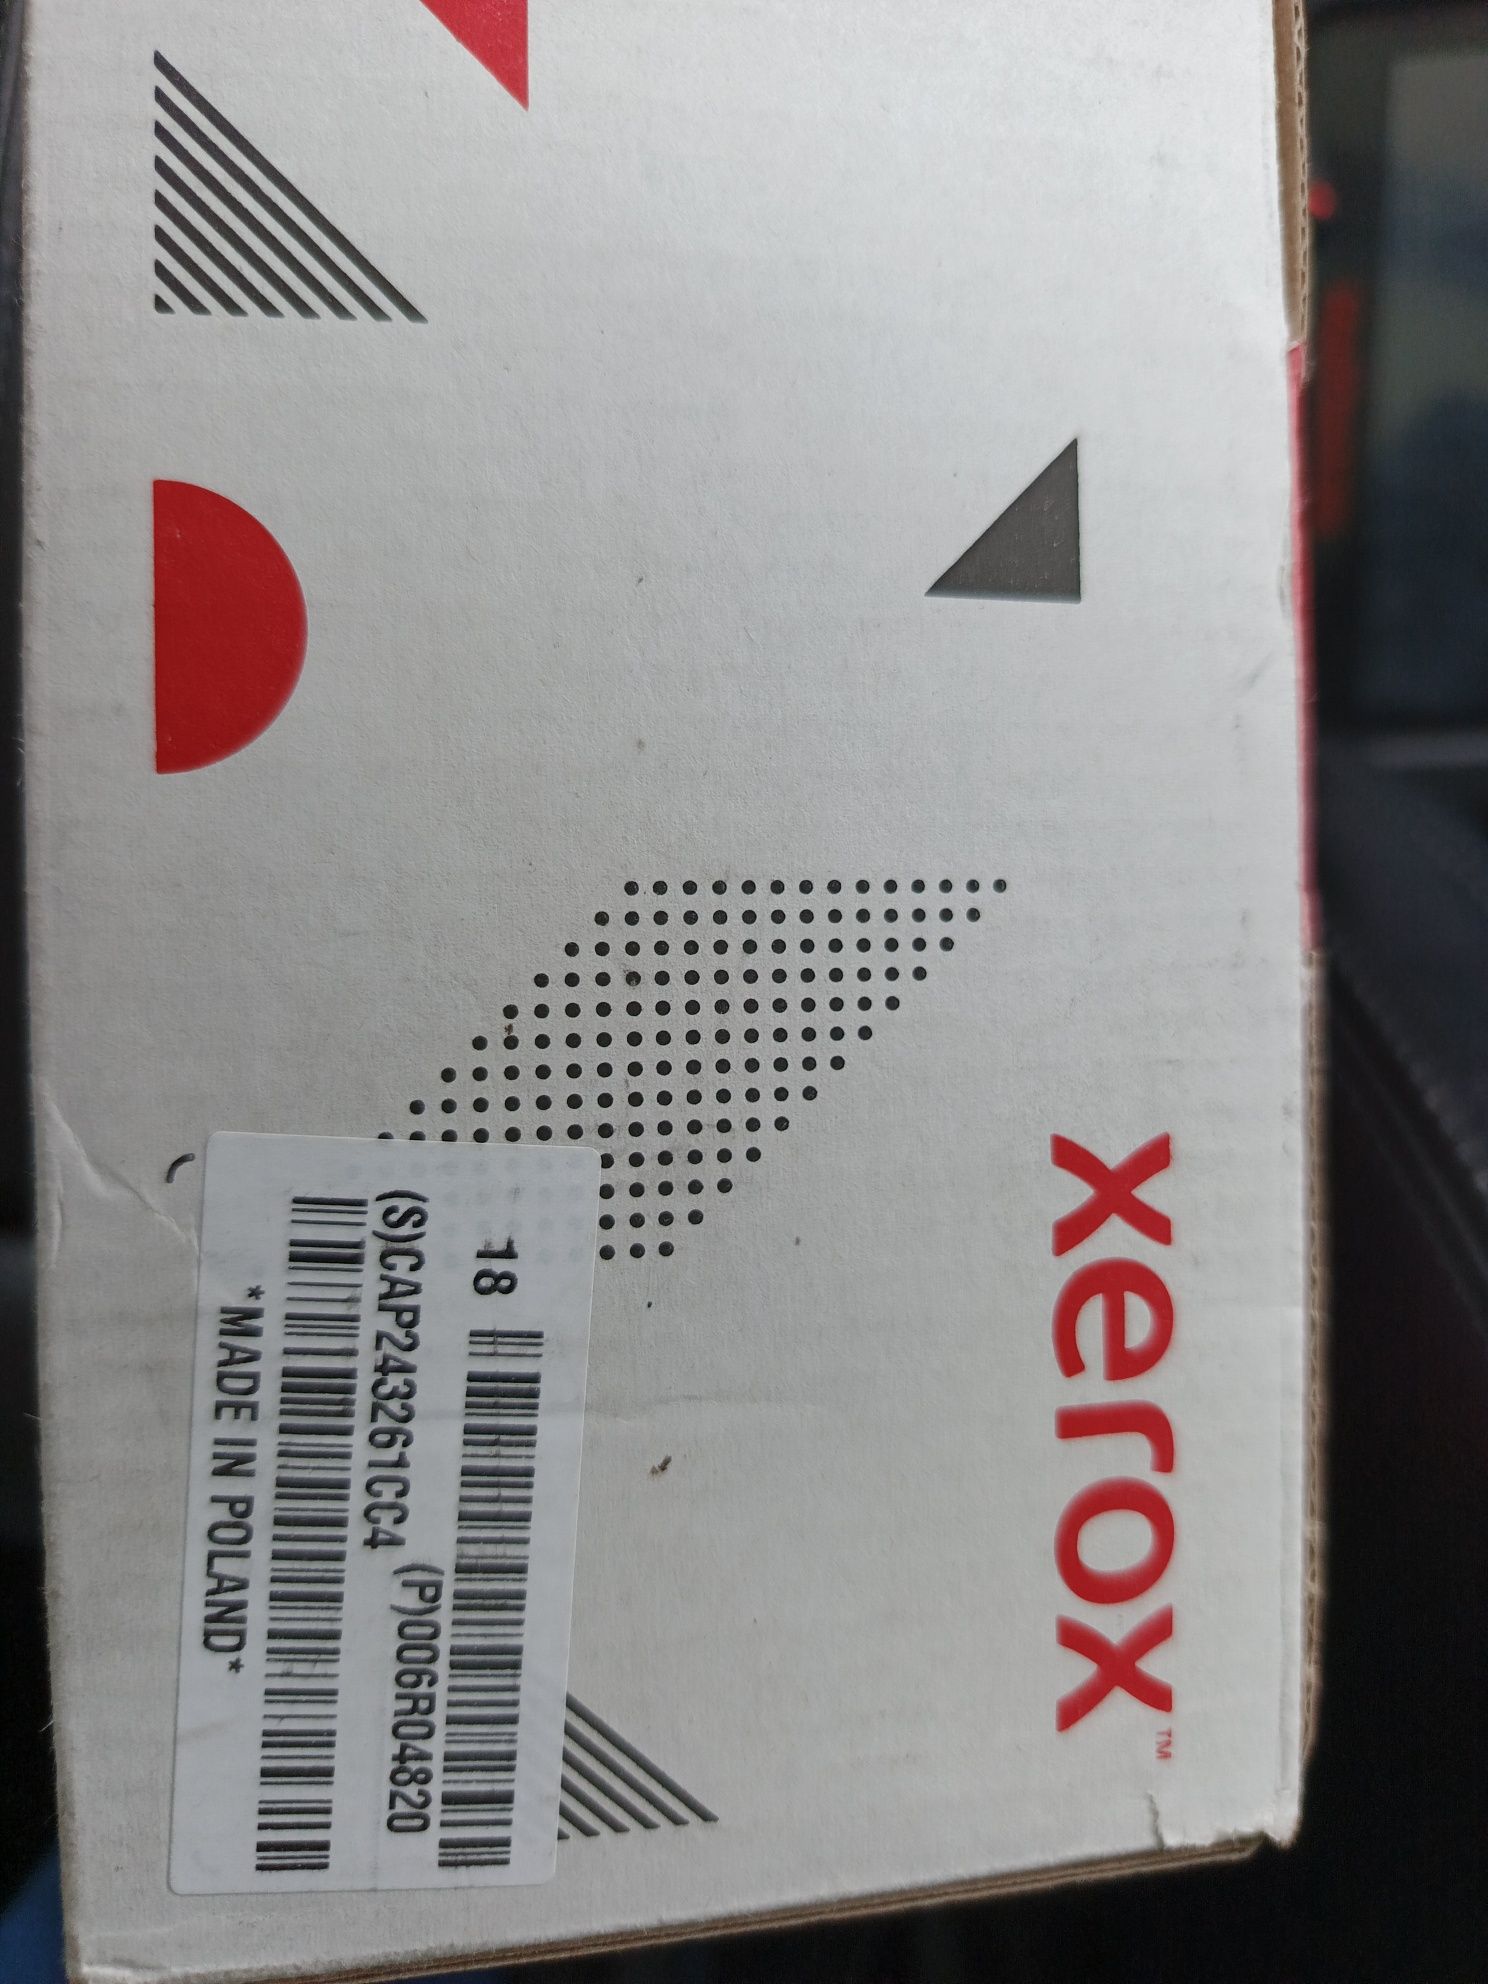 xerox™
18
(P)006R04820
(S)CAP243261CC4
*MADE IN POLAND*